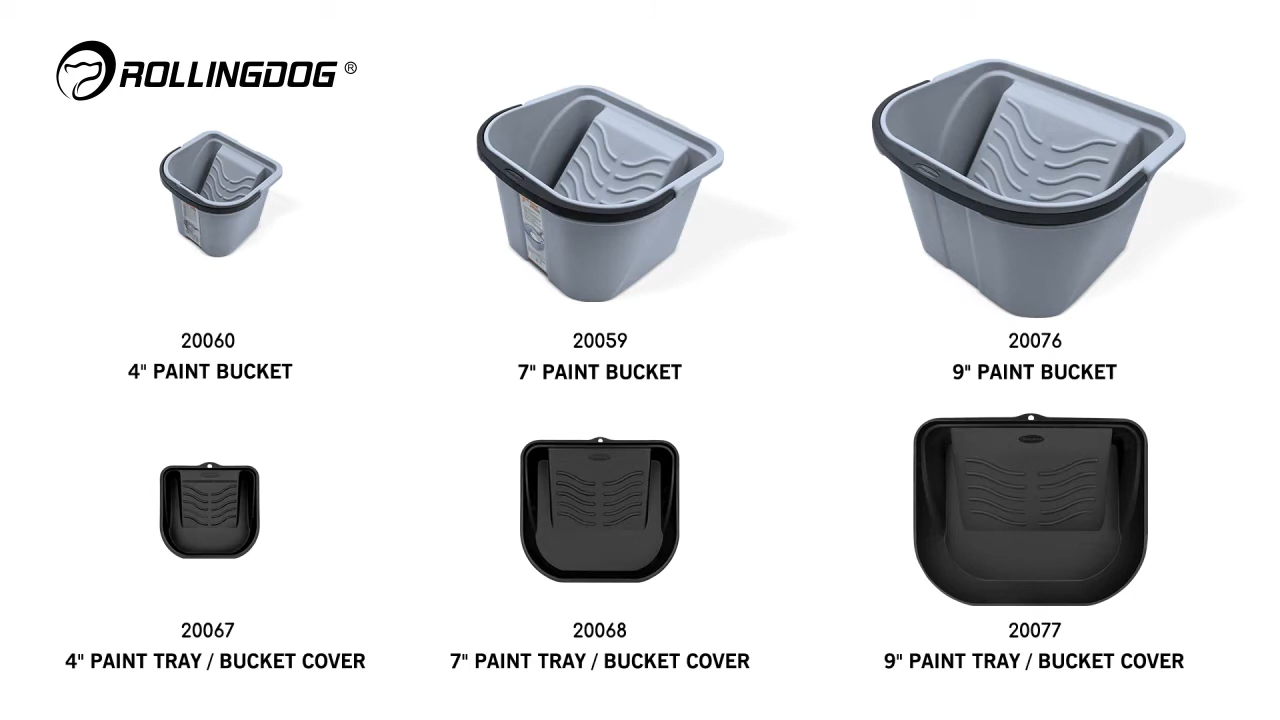 ROLLINGDOG ®
20060
4" PAINT BUCKET
20059
7" PAINT BUCKET
20076
9" PAINT BUCKET
20067
4" PAINT TRAY / BUCKET COVER
20068
7" PAINT TRAY / BUCKET COVER
20077
9" PAINT TRAY / BUCKET COVER